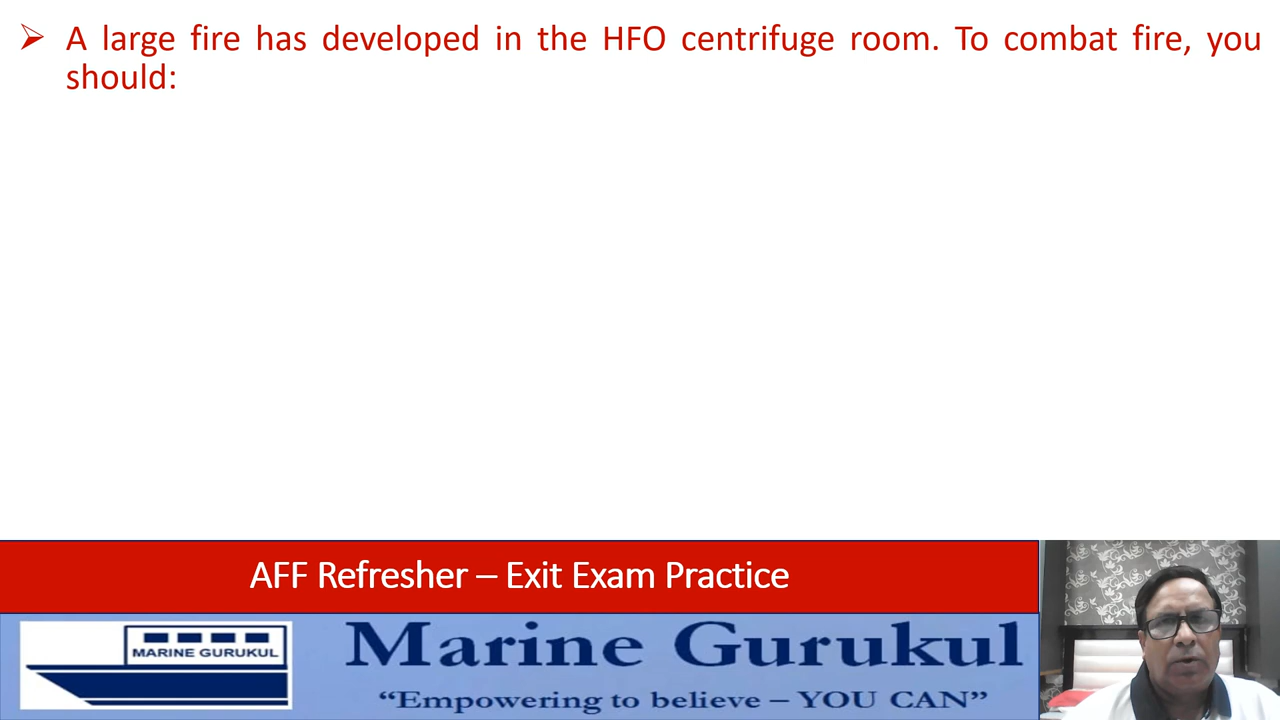 A large fire has developed in the HFO centrifuge room. To combat fire, you
should:
AFF Refresher – Exit Exam Practice
MARINE GURUKUL
Marine Gurukul
“Empowering to believe – YOU CAN”